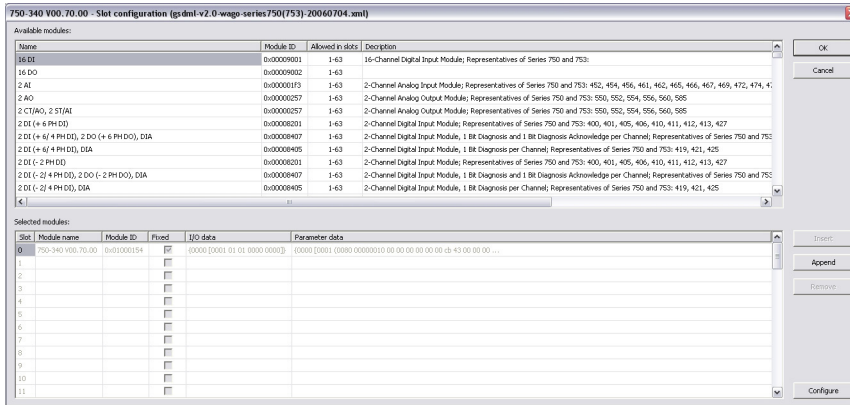 750-340 V00.70.00 - Slot configuration (gsdml-v2.0-wago-series750(753)-20060704.xml)
Available modules:
Name Module ID Allowed in slots Decription
16 DI 0x00009001 1-63 16-Channel Digital Input Module; Representatives of Series 750 and 753:
16 DO 0x00009002 1-63
2 AI 0x000001F3 1-63 2-Channel Analog Input Module; Representatives of Series 750 and 753: 452, 454, 456, 461, 462, 465, 466, 467, 469, 472, 474,
2 AO 0x00000257 1-63 2-Channel Analog Output Module; Representatives of Series 750 and 753: 550, 552, 554, 556, 560, 585
2 CT/AO, 2 ST/AI 0x00000257 1-63 2-Channel Analog Output Module; Representatives of Series 750 and 753: 550, 552, 554, 556, 560, 585
2 DI (+ 6 PH DI) 0x00008201 1-63 2-Channel Digital Input Module; Representatives of Series 750 and 753: 400, 401, 405, 406, 410, 411, 412, 413, 427
2 DI (+ 6/ 4 PH DI), 2 DO (+ 6 PH DO), DIA 0x00008407 1-63 2-Channel Digital Input Module, 1 Bit Diagnosis and 1 Bit Diagnosis Acknowledge per Channel; Representatives of Series 750 and 753
2 DI (+ 6/ 4 PH DI), DIA 0x00008405 1-63 2-Channel Digital Input Module, 1 Bit Diagnosis per Channel; Representatives of Series 750 and 753: 419, 421, 425
2 DI (- 2 PH DI) 0x00008201 1-63 2-Channel Digital Input Module; Representatives of Series 750 and 753: 400, 401, 405, 406, 410, 411, 412, 413, 427
2 DI (- 2/ 4 PH DI), 2 DO (- 2 PH DO), DIA 0x00008407 1-63 2-Channel Digital Input Module, 1 Bit Diagnosis and 1 Bit Diagnosis Acknowledge per Channel; Representatives of Series 750 and 753
2 DI (- 2/ 4 PH DI), DIA 0x00008405 1-63 2-Channel Digital Input Module, 1 Bit Diagnosis per Channel; Representatives of Series 750 and 753: 419, 421, 425
OK
Cancel
Selected modules:
Slot Module name Module ID Fixed I/O data Parameter data
0 750-340 V00.70.00 0x01000154 (0000 [0001 01 01 0000 0000]) (0000 [0001 (0080 00000010 00 00 00 00 00 00 cb 43 00 00 00 ...
1
2
3
4
5
6
7
8
9
10
11
Insert
Append
Remove
Configure